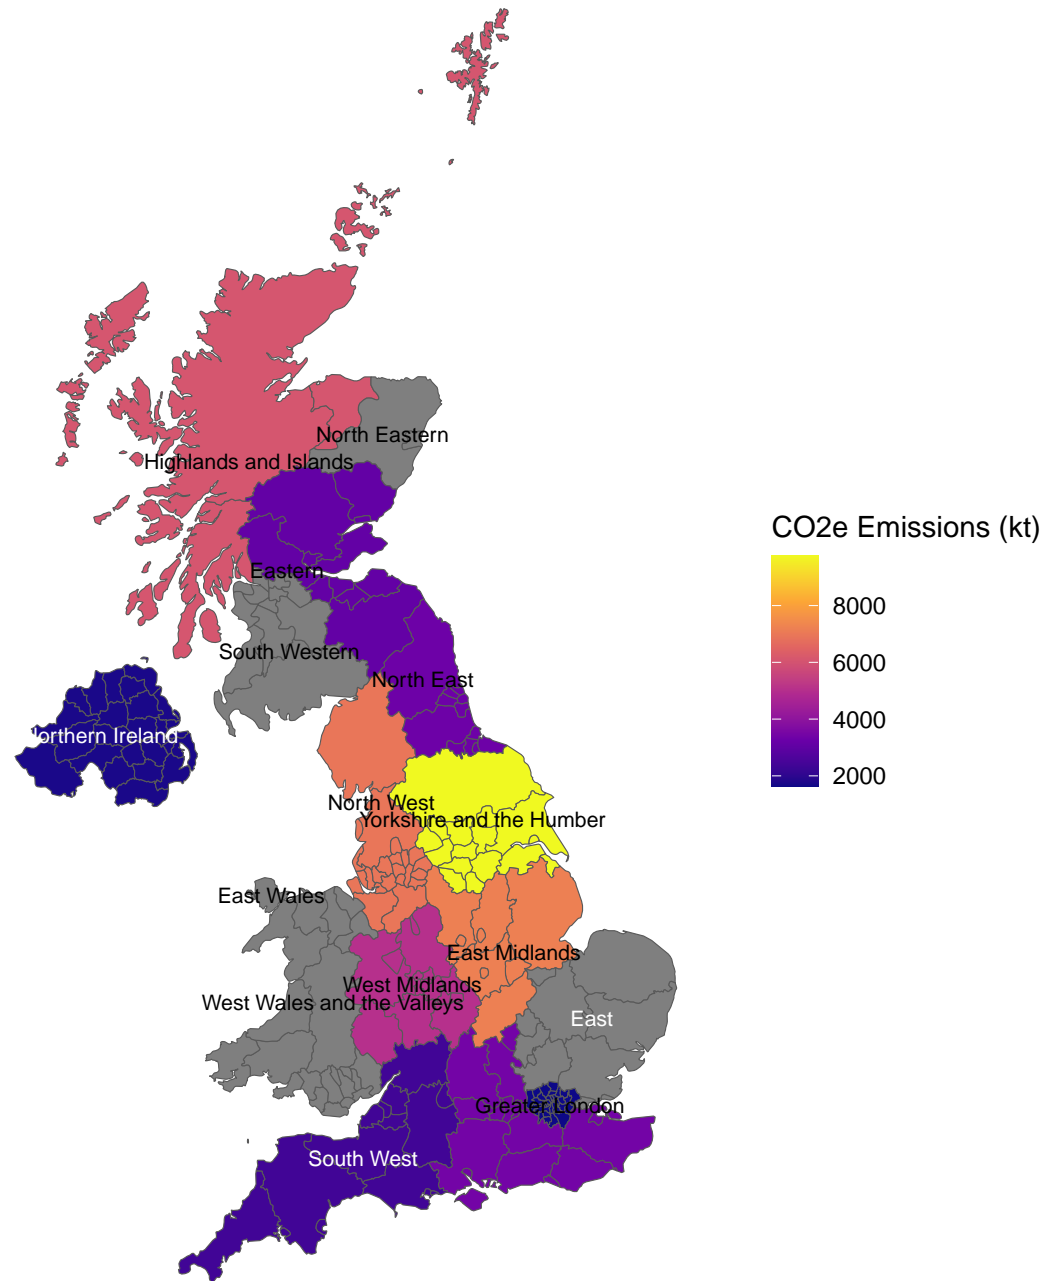 North Eastern
Highlands and Islands
CO2e Emissions (kt)
Eastern
8000
South Western
6000
North East
4000
Northern Ireland
2000
North West
Yorkshire and the Humber
East Wales
East Midlands
West Midlands
West Wales and the Valleys
East
Greater London
South West